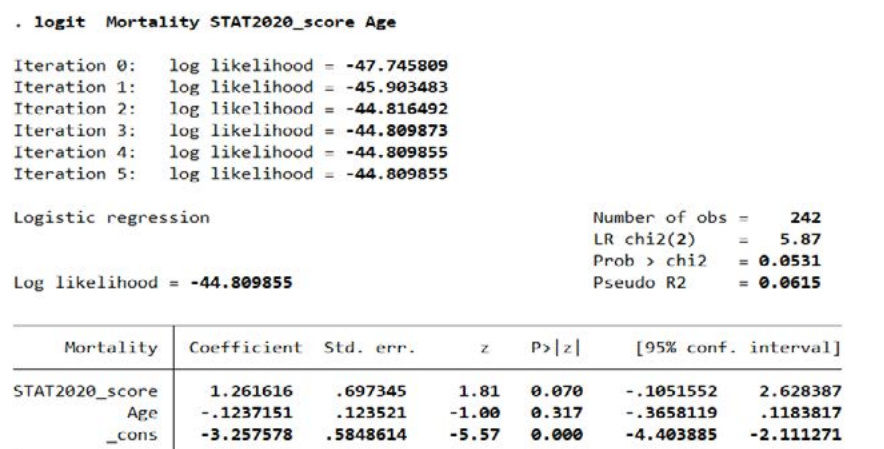 . logit Mortality STAT2020_score Age
Iteration 0: log likelihood = -47.745809
Iteration 1: log likelihood = -45.903483
Iteration 2: log likelihood = -44.816492
Iteration 3: log likelihood = -44.809873
Iteration 4: log likelihood = -44.809855
Iteration 5: log likelihood = -44.809855
Logistic regression Number of obs = 242
LR chi2(2) = 5.87
Prob > chi2 = 0.0531
Log likelihood = -44.809855 Pseudo R2 = 0.0615
Mortality Coefficient Std. err. z P>|z| [95% conf. interval]
STAT2020_score 1.261616 .697345 1.81 0.070 -.1051552 2.628387
Age -.1237151 .123521 -1.00 0.317 -.3658119 .1183817
_cons -3.257578 .5848614 -5.57 0.000 -4.403885 -2.111271